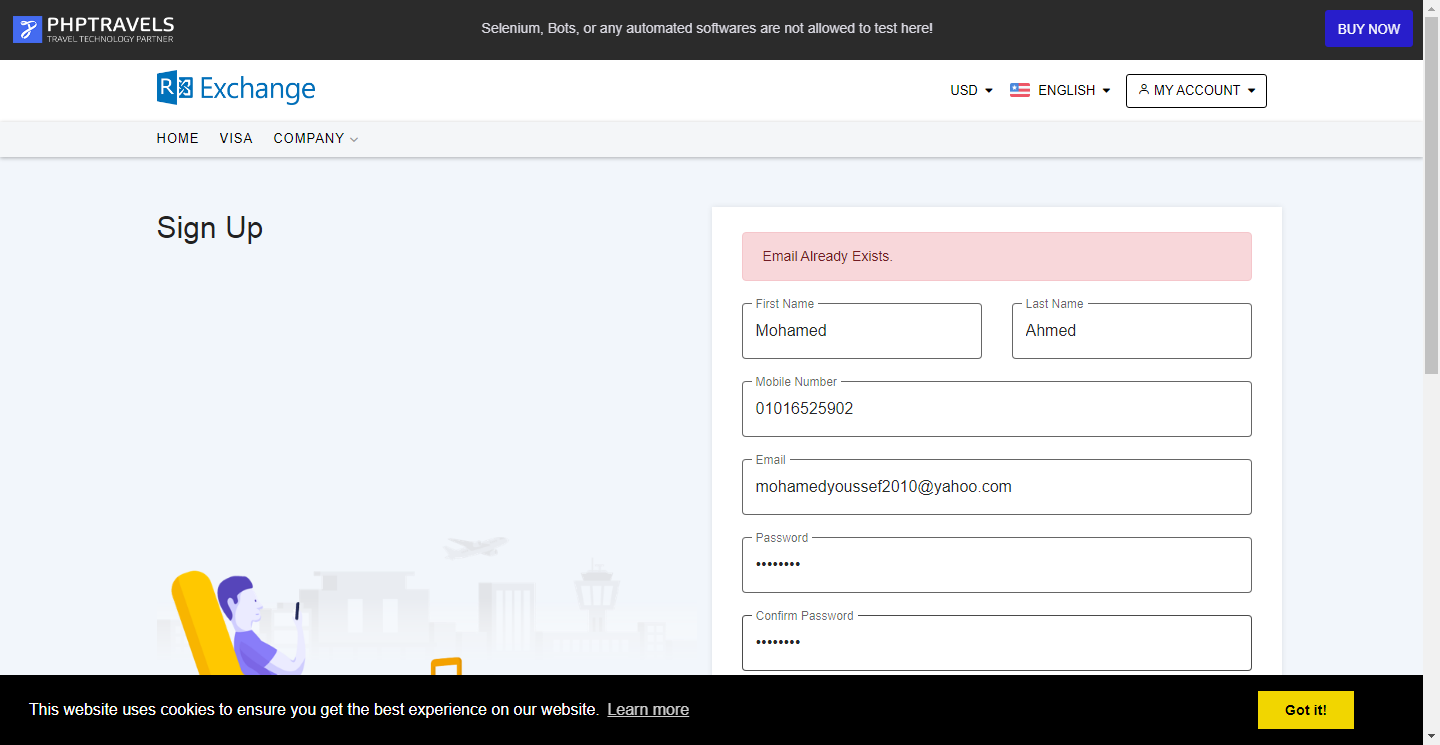 PHPTRAVELS
TRAVEL TECHNOLOGY PARTNER
Selenium, Bots, or any automated softwares are not allowed to test here!
BUY NOW
R Exchange
USD
ENGLISH
MY ACCOUNT
HOME VISA COMPANY
Sign Up
Email Already Exists.
First Name
Mohamed
Last Name
Ahmed
Mobile Number
01016525902
Email
mohamedyoussef2010@yahoo.com
Password
••••••••
Confirm Password
••••••••
This website uses cookies to ensure you get the best experience on our website. Learn more
Got it!